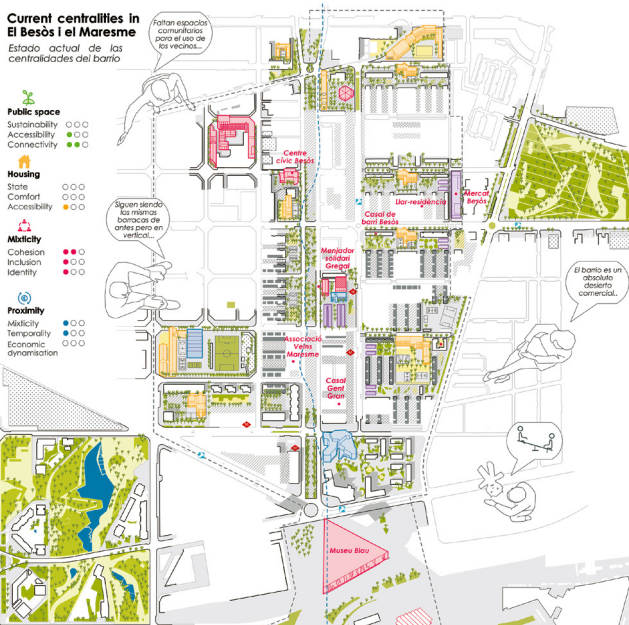 Current centralities in
El Besòs i el Maresme
Estado actual de las
centralidades del barrio
Faltan espacios
comunitarios
para el uso de
los vecinos...
Public space
Sustainability
Accessibility
Connectivity
Housing
State
Comfort
Accessibility
Siguen siendo
las mismas
barracas de
antes pero en
vertical...
Mixticity
Cohesion
Inclusion
Identity
Proximity
Mixticity
Temporality
Economic
dynamisation
Centre
cívic Besòs
Llar-residència
Mercat
Besòs
Casal de
barri Besòs
Menjador
solidari
Gregal
El barrio es un
absoluto
desierto
comercial..
Associació
Veïns
Maresme
Casal
Gent
Gran
Museu Blau